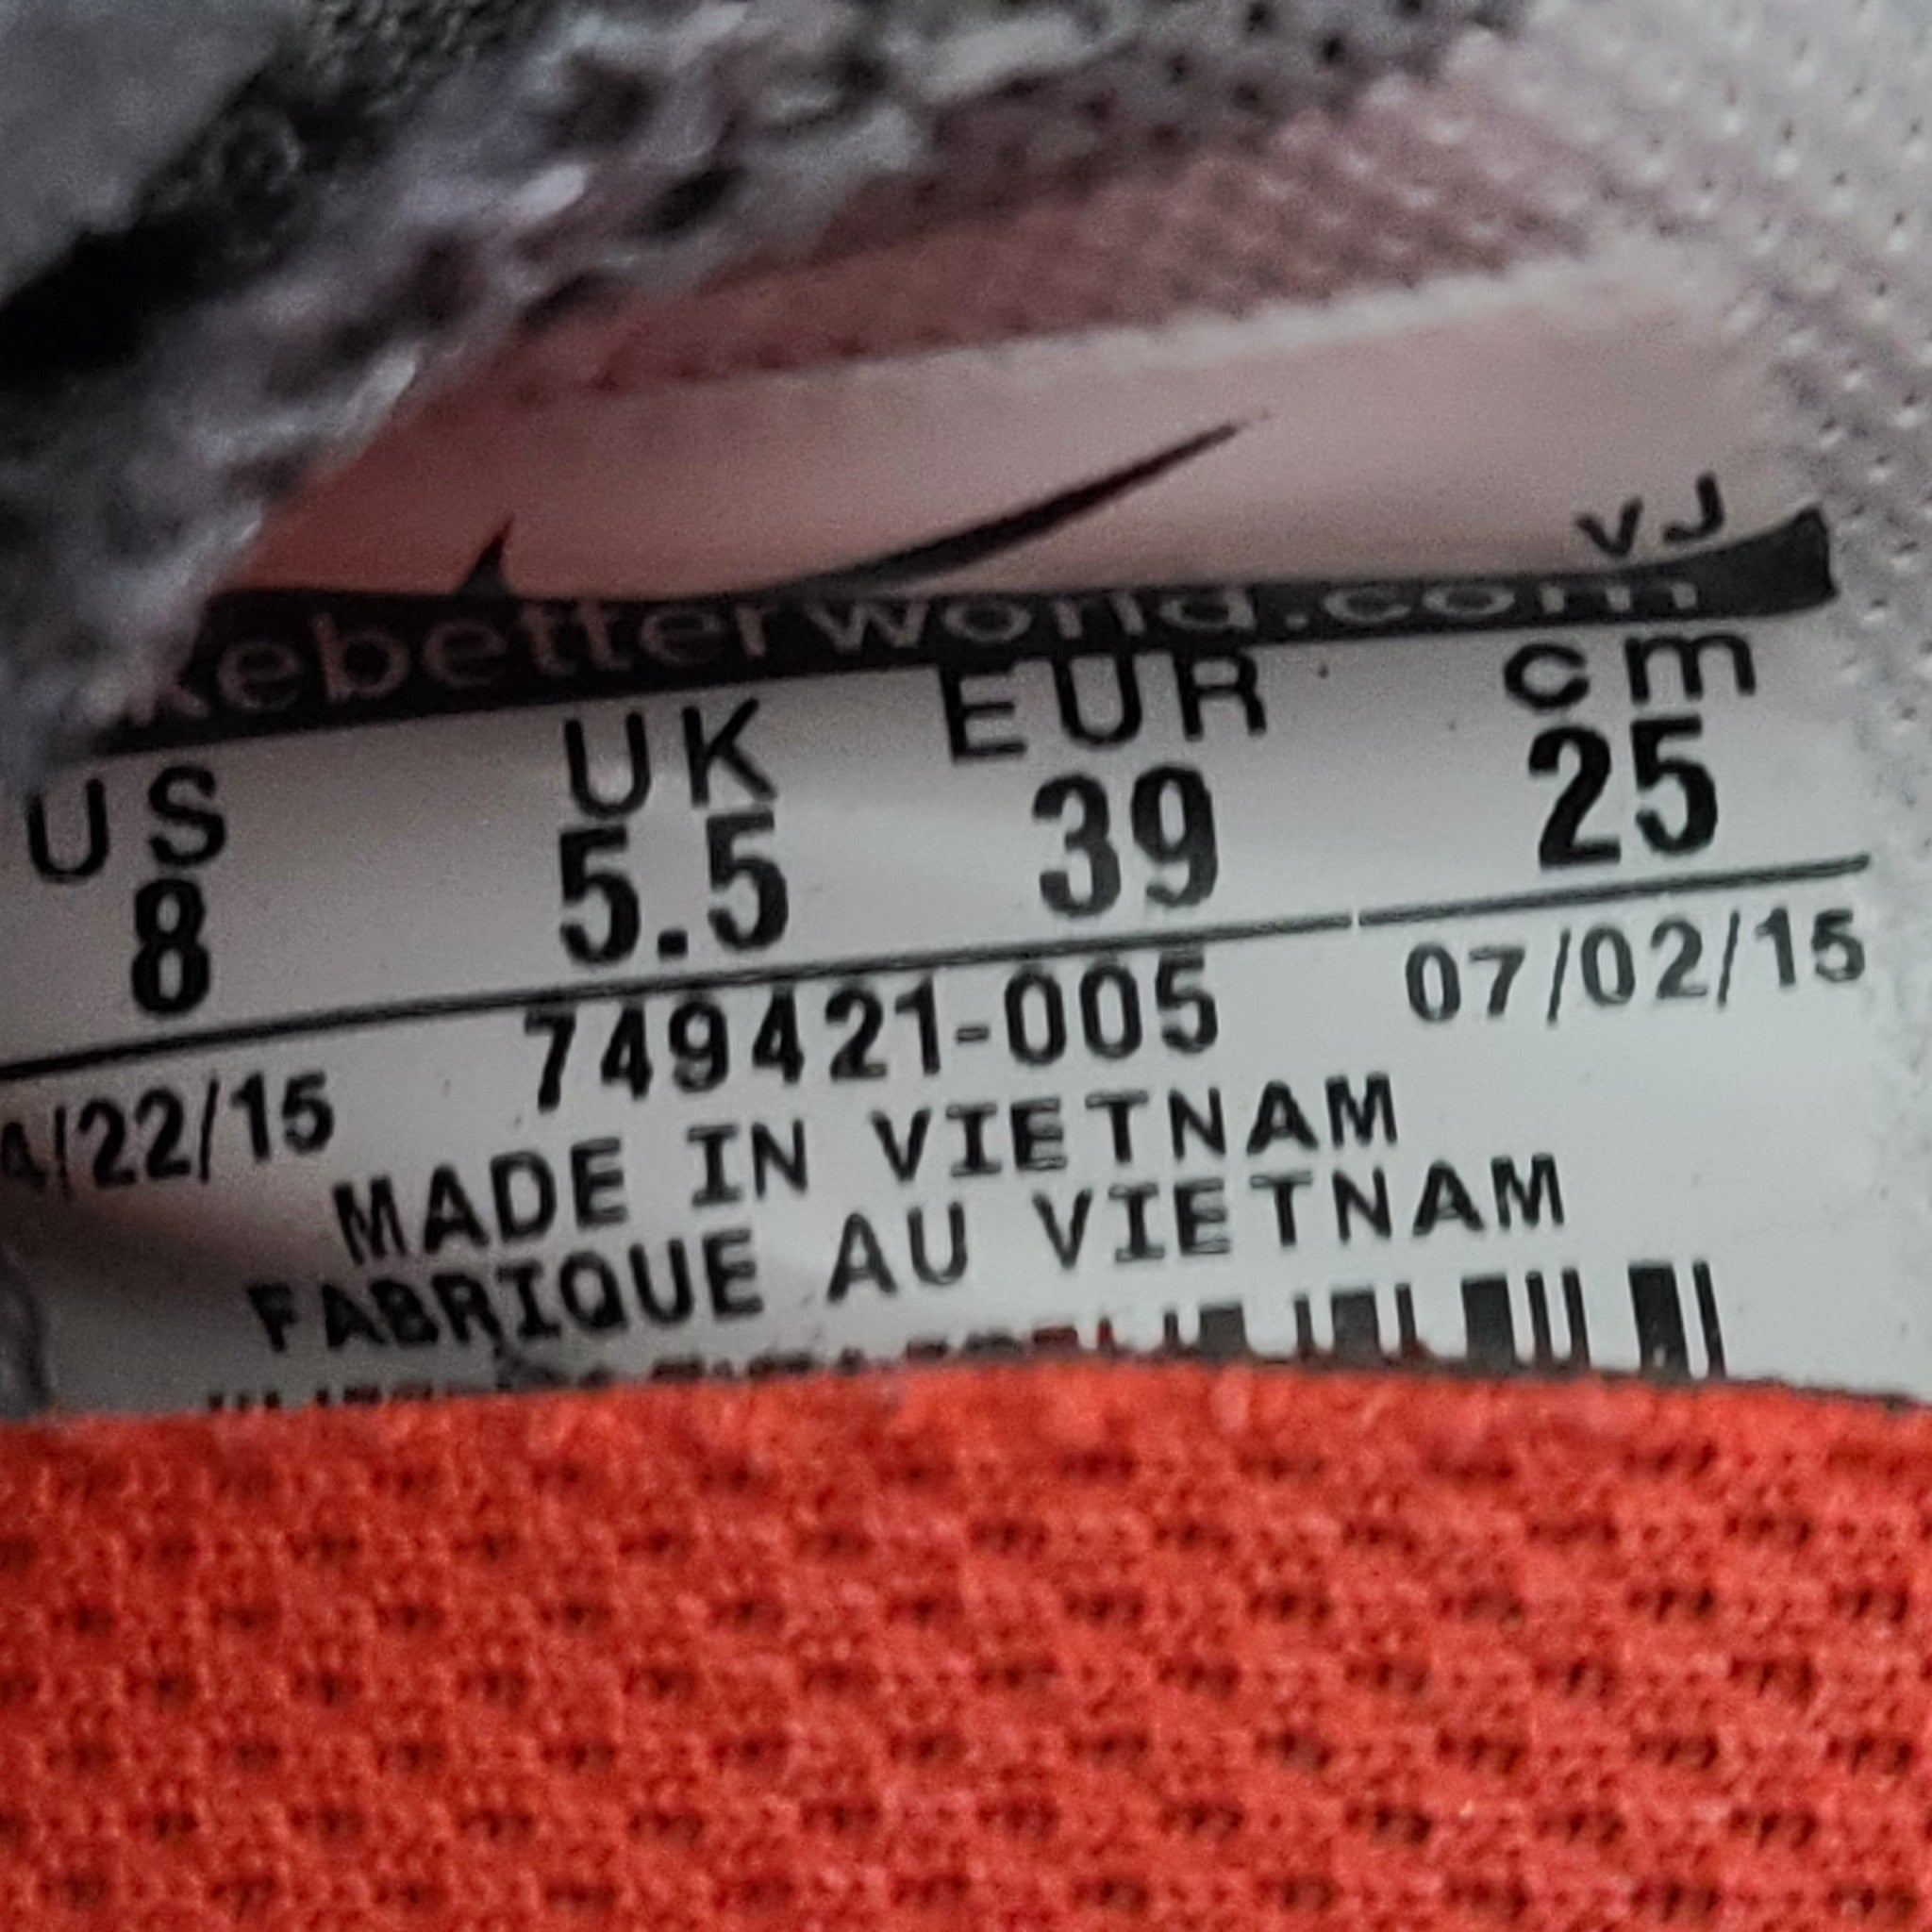 VJ
kebetterworld.com
US UK EUR cm
8 5.5 39 25
4/22/15 749421-005 07/02/15
MADE IN VIETNAM
FABRIQUE AU VIETNAM